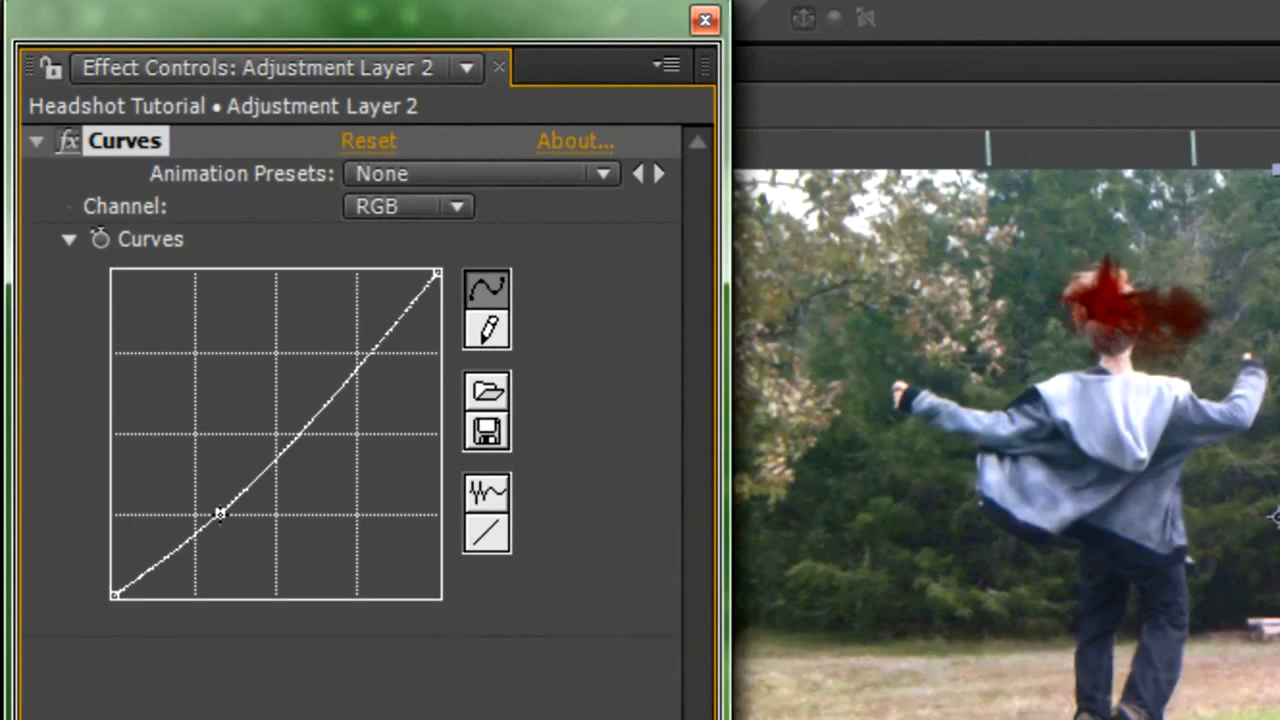 Effect Controls: Adjustment Layer 2
Headshot Tutorial • Adjustment Layer 2
fx Curves Reset About...
Animation Presets: None
Channel: RGB
Curves